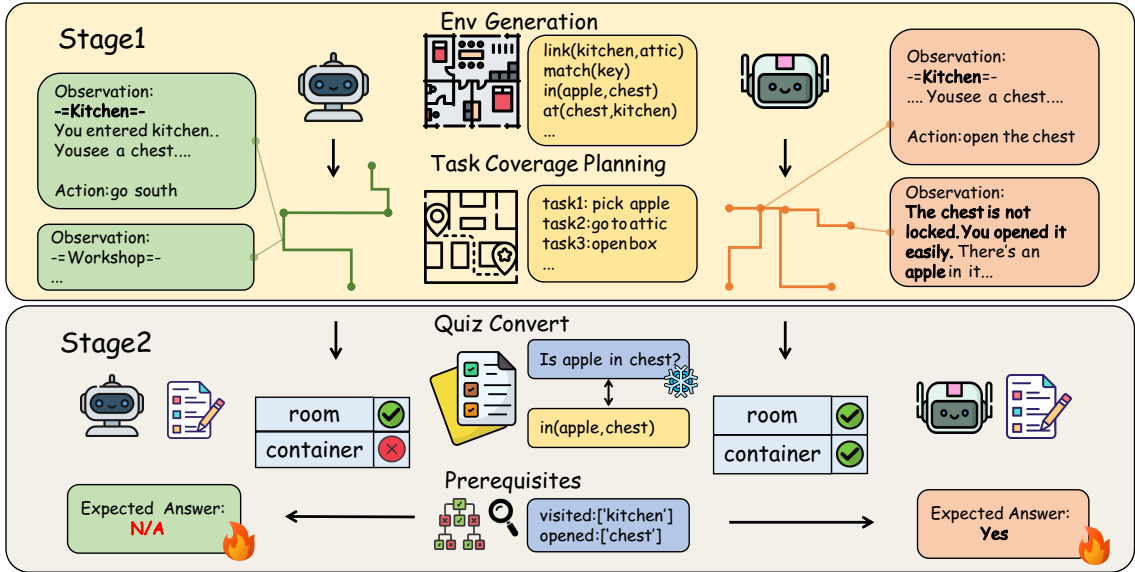 Stage1
Observation:
-=Kitchen=-
You entered kitchen..
Yousee a chest....
Action:go south
Observation:
-=Workshop=-
...
Env Generation
link(kitchen,attic)
match(key)
in(apple,chest)
at(chest,kitchen)
...
Task Coverage Planning
task1: pick apple
task2:go to attic
task3:open box
...
Observation:
-=Kitchen=-
.... Yousee a chest....
Action:open the chest
Observation:
The chest is not
locked. You opened it
easily. There's an
apple in it...
Stage2
room
container
Expected Answer:
N/A
Quiz Convert
Is apple in chest?
in(apple,chest)
Prerequisites
visited:['kitchen']
opened:['chest']
room
container
Expected Answer:
Yes